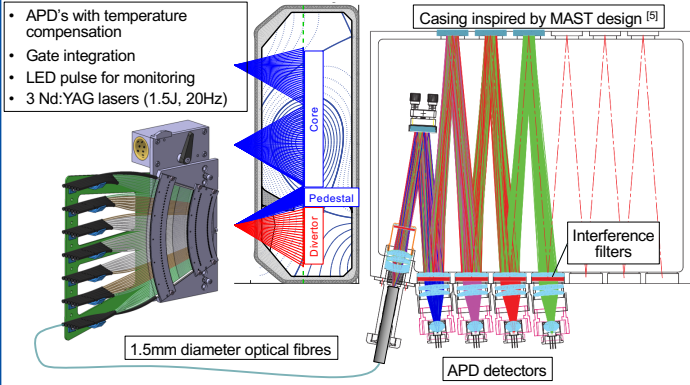 • APD's with temperature
compensation
• Gate integration
• LED pulse for monitoring
• 3 Nd:YAG lasers (1.5J, 20Hz)
Core
Pedestal
Divertor
Casing inspired by MAST design [5]
Interference
filters
1.5mm diameter optical fibres
APD detectors